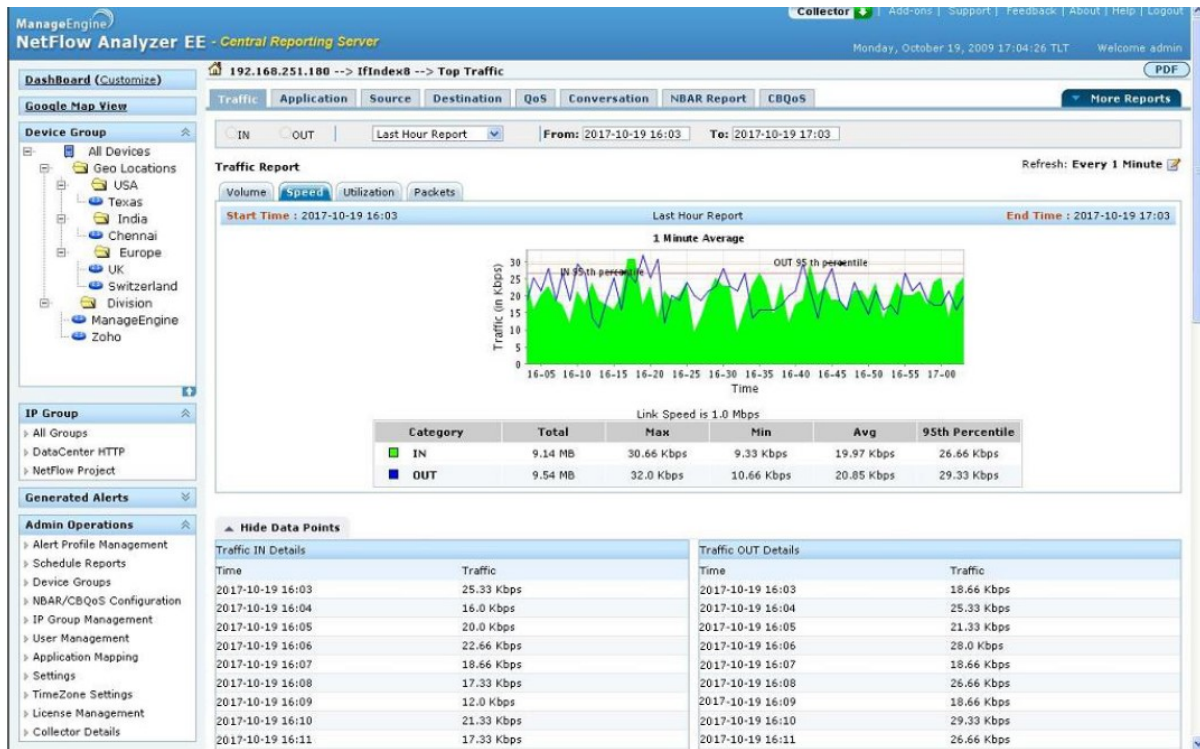 ManageEngine
NetFlow Analyzer EE - Central Reporting Server
Collector | Add-ons | Support | Feedback | About | Help | Logout
Monday, October 19, 2009 17:04:26 TLT Welcome admin
DashBoard (Customize)
Google Map View
Device Group
All Devices
Geo Locations
USA
Texas
India
Chennai
Europe
UK
Switzerland
Division
ManageEngine
Zoho
IP Group
All Groups
DataCenter HTTP
NetFlow Project
Generated Alerts
Admin Operations
Alert Profile Management
Schedule Reports
Device Groups
NBAR/CBQoS Configuration
IP Group Management
User Management
Application Mapping
Settings
TimeZone Settings
License Management
Collector Details
192.168.251.180 --> IfIndex8 --> Top Traffic
PDF
Traffic Application Source Destination QoS Conversation NBAR Report CBQoS More Reports
IN OUT Last Hour Report From: 2017-10-19 16:03 To: 2017-10-19 17:03
Traffic Report Refresh: Every 1 Minute
Volume Speed Utilization Packets
Start Time : 2017-10-19 16:03 Last Hour Report End Time : 2017-10-19 17:03
1 Minute Average
Traffic (in Kbps)
30
25
20
15
10
5
0
IN 95 th percentile
OUT 95 th percentile
16-05 16-10 16-15 16-20 16-25 16-30 16-35 16-40 16-45 16-50 16-55 17-00
Time
Link Speed is 1.0 Mbps
Category Total Max Min Avg 95th Percentile
IN 9.14 MB 30.66 Kbps 9.33 Kbps 19.97 Kbps 26.66 Kbps
OUT 9.54 MB 32.0 Kbps 10.66 Kbps 20.85 Kbps 29.33 Kbps
Hide Data Points
Traffic IN Details
Time Traffic
2017-10-19 16:03 25.33 Kbps
2017-10-19 16:04 16.0 Kbps
2017-10-19 16:05 20.0 Kbps
2017-10-19 16:06 22.66 Kbps
2017-10-19 16:07 18.66 Kbps
2017-10-19 16:08 17.33 Kbps
2017-10-19 16:09 12.0 Kbps
2017-10-19 16:10 21.33 Kbps
2017-10-19 16:11 17.33 Kbps
Traffic OUT Details
Time Traffic
2017-10-19 16:03 18.66 Kbps
2017-10-19 16:04 25.33 Kbps
2017-10-19 16:05 21.33 Kbps
2017-10-19 16:06 28.0 Kbps
2017-10-19 16:07 18.66 Kbps
2017-10-19 16:08 26.66 Kbps
2017-10-19 16:09 18.66 Kbps
2017-10-19 16:10 29.33 Kbps
2017-10-19 16:11 26.66 Kbps